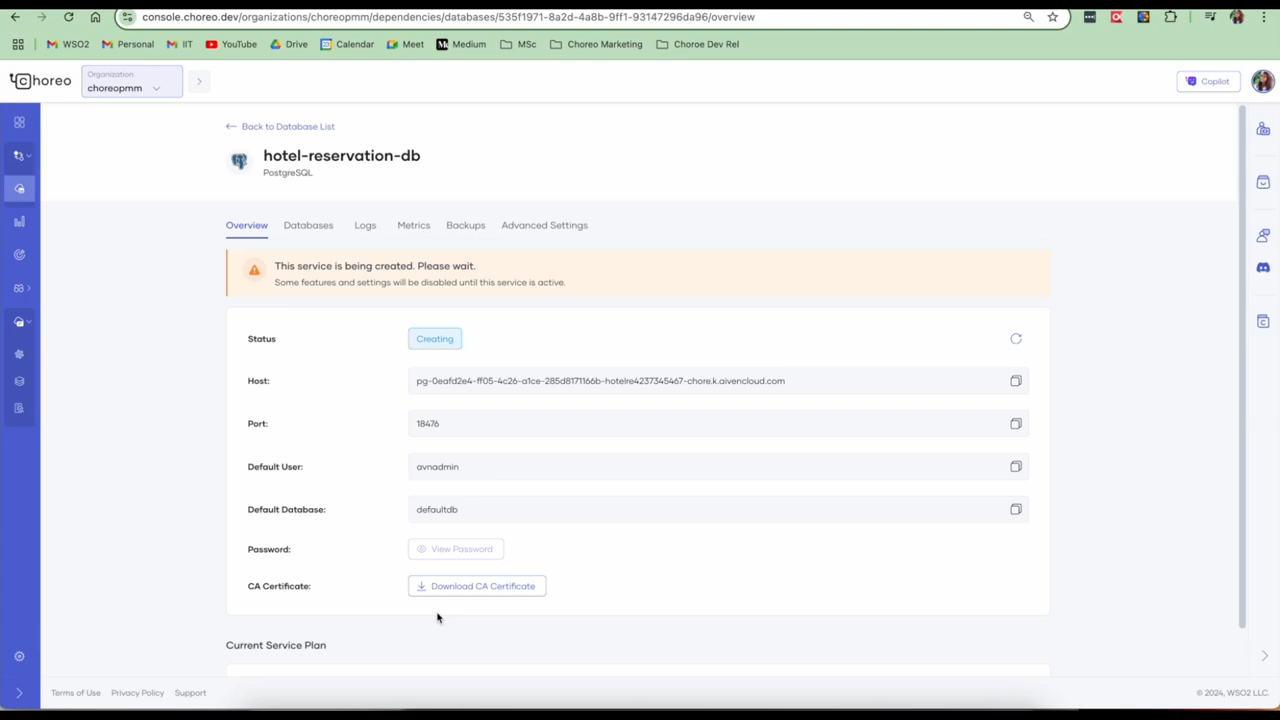 console.choreo.dev/organizations/choreopmm/dependencies/databases/535f1971-8a2d-4a8b-9ff1-93147296da96/overview
WSO2 Personal IIT YouTube Drive Calendar Meet Medium MSc Choreo Marketing Choroe Dev Rel
Choreo
Organization
choreopmm
Copilot
Back to Database List
hotel-reservation-db
PostgreSQL
Overview Databases Logs Metrics Backups Advanced Settings
This service is being created. Please wait.
Some features and settings will be disabled until this service is active.
Status Creating
Host: pg-0eafd2e4-ff05-4c26-a1ce-285d8171166b-hotelre4237345467-chore.k.aivencloud.com
Port: 18476
Default User: avnadmin
Default Database: defaultdb
Password: View Password
CA Certificate: Download CA Certificate
Current Service Plan
Terms of Use Privacy Policy Support © 2024, WSO2 LLC.